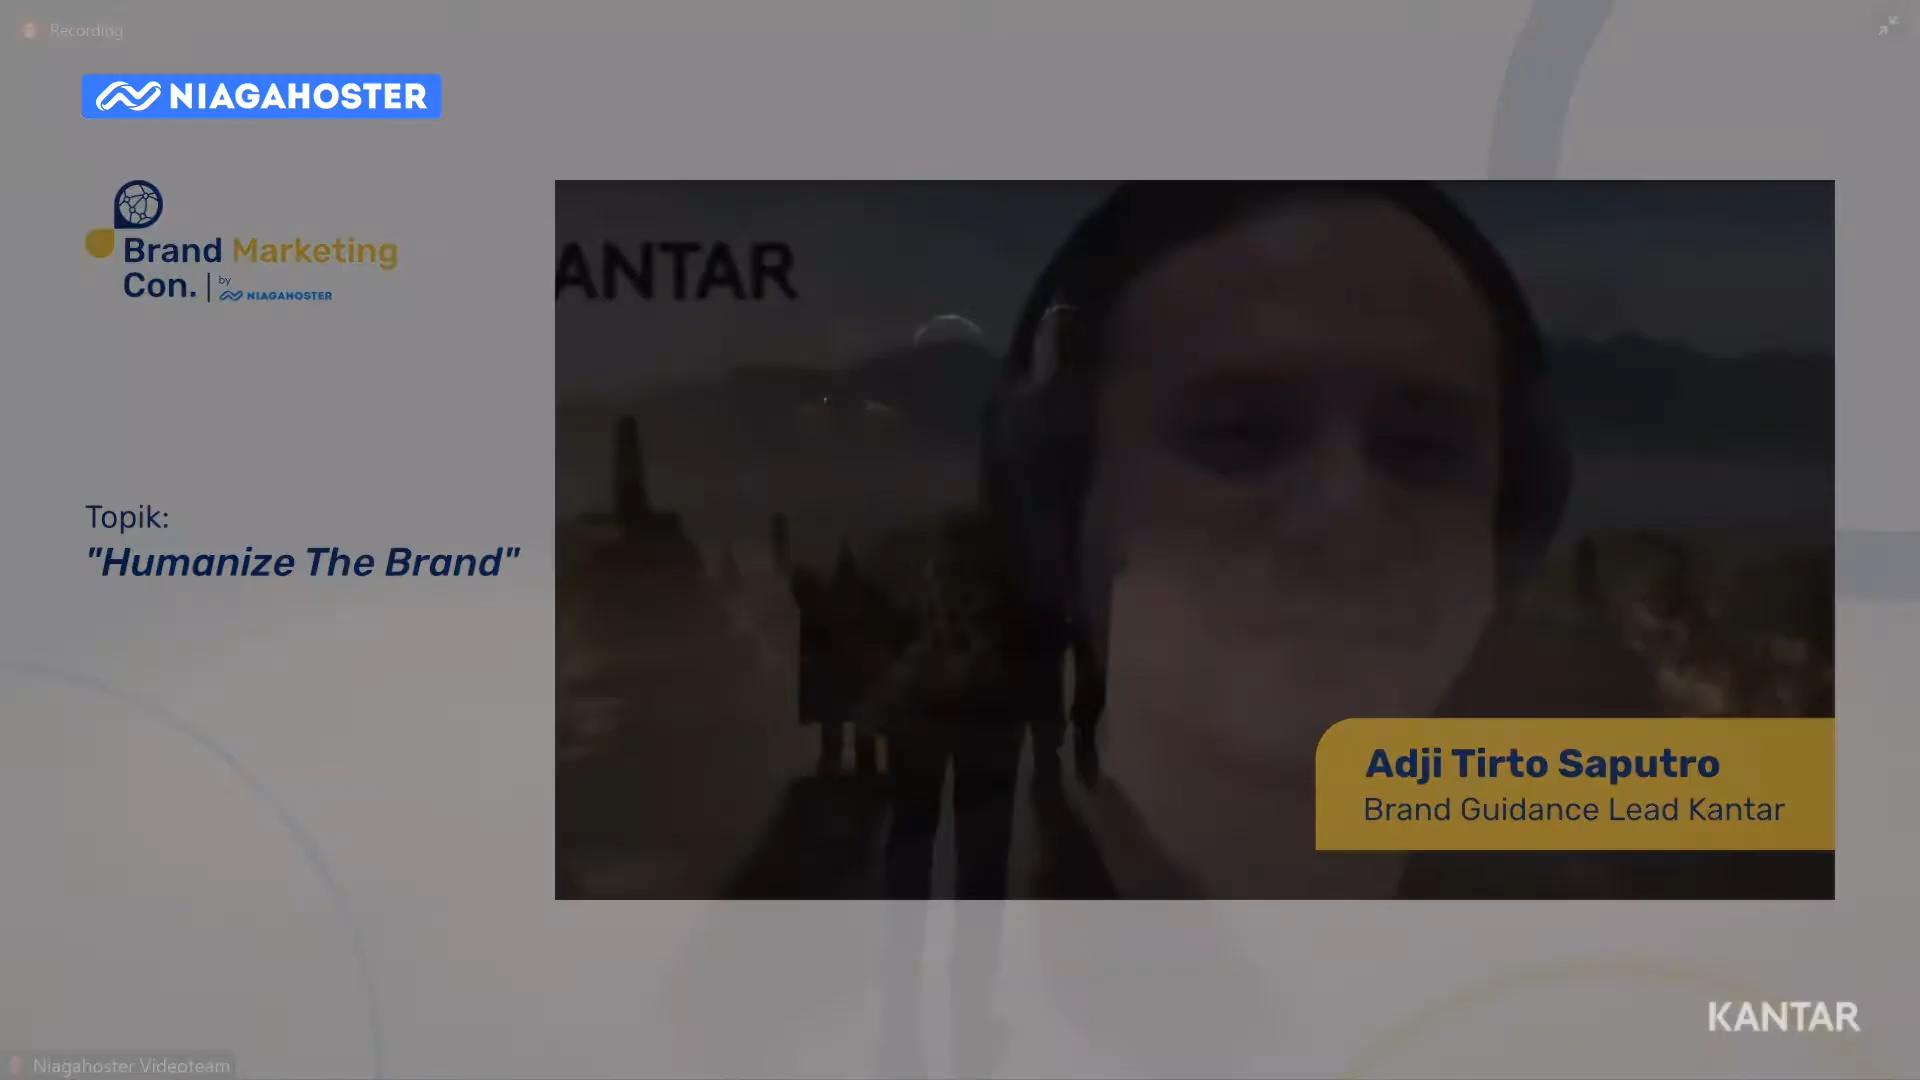 Recording
NIAGAHOSTER
Brand Marketing
Con. | by
NIAGAHOSTER
ANTAR
Topik:
"Humanize The Brand"
Adji Tirto Saputro
Brand Guidance Lead Kantar
KANTAR
Niagahoster Videoteam